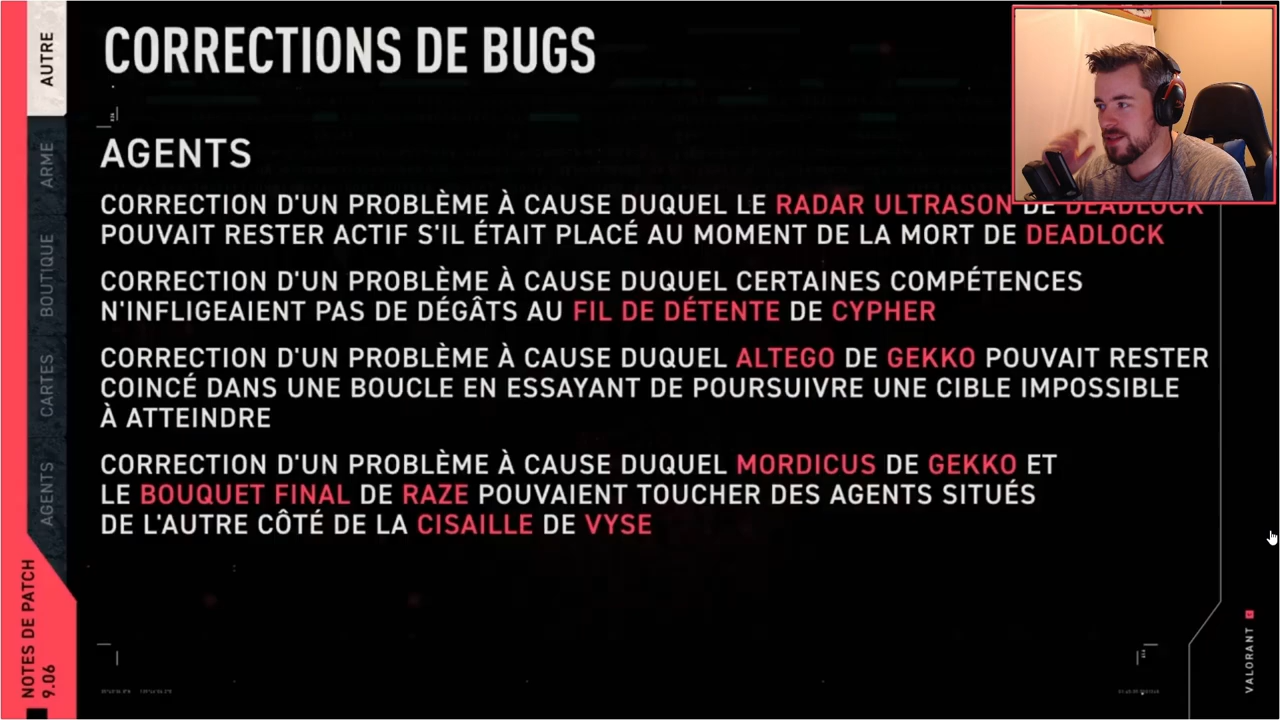 CORRECTIONS DE BUGS
AGENTS
CORRECTION D'UN PROBLÈME À CAUSE DUQUEL LE RADAR ULTRASON DE DEADLOCK
POUVAIT RESTER ACTIF S'IL ÉTAIT PLACÉ AU MOMENT DE LA MORT DE DEADLOCK
CORRECTION D'UN PROBLÈME À CAUSE DUQUEL CERTAINES COMPÉTENCES
N'INFLIGEAIENT PAS DE DÉGÂTS AU FIL DE DÉTENTE DE CYPHER
CORRECTION D'UN PROBLÈME À CAUSE DUQUEL ALTEGO DE GEKKO POUVAIT RESTER
COINCÉ DANS UNE BOUCLE EN ESSAYANT DE POURSUIVRE UNE CIBLE IMPOSSIBLE
À ATTEINDRE
CORRECTION D'UN PROBLÈME À CAUSE DUQUEL MORDICUS DE GEKKO ET
LE BOUQUET FINAL DE RAZE POUVAIENT TOUCHER DES AGENTS SITUÉS
DE L'AUTRE CÔTÉ DE LA CISAILLE DE VYSE
AUTRE
ARME
BOUTIQUE
CARTES
AGENTS
NOTES DE PATCH
9.06
VALORANT